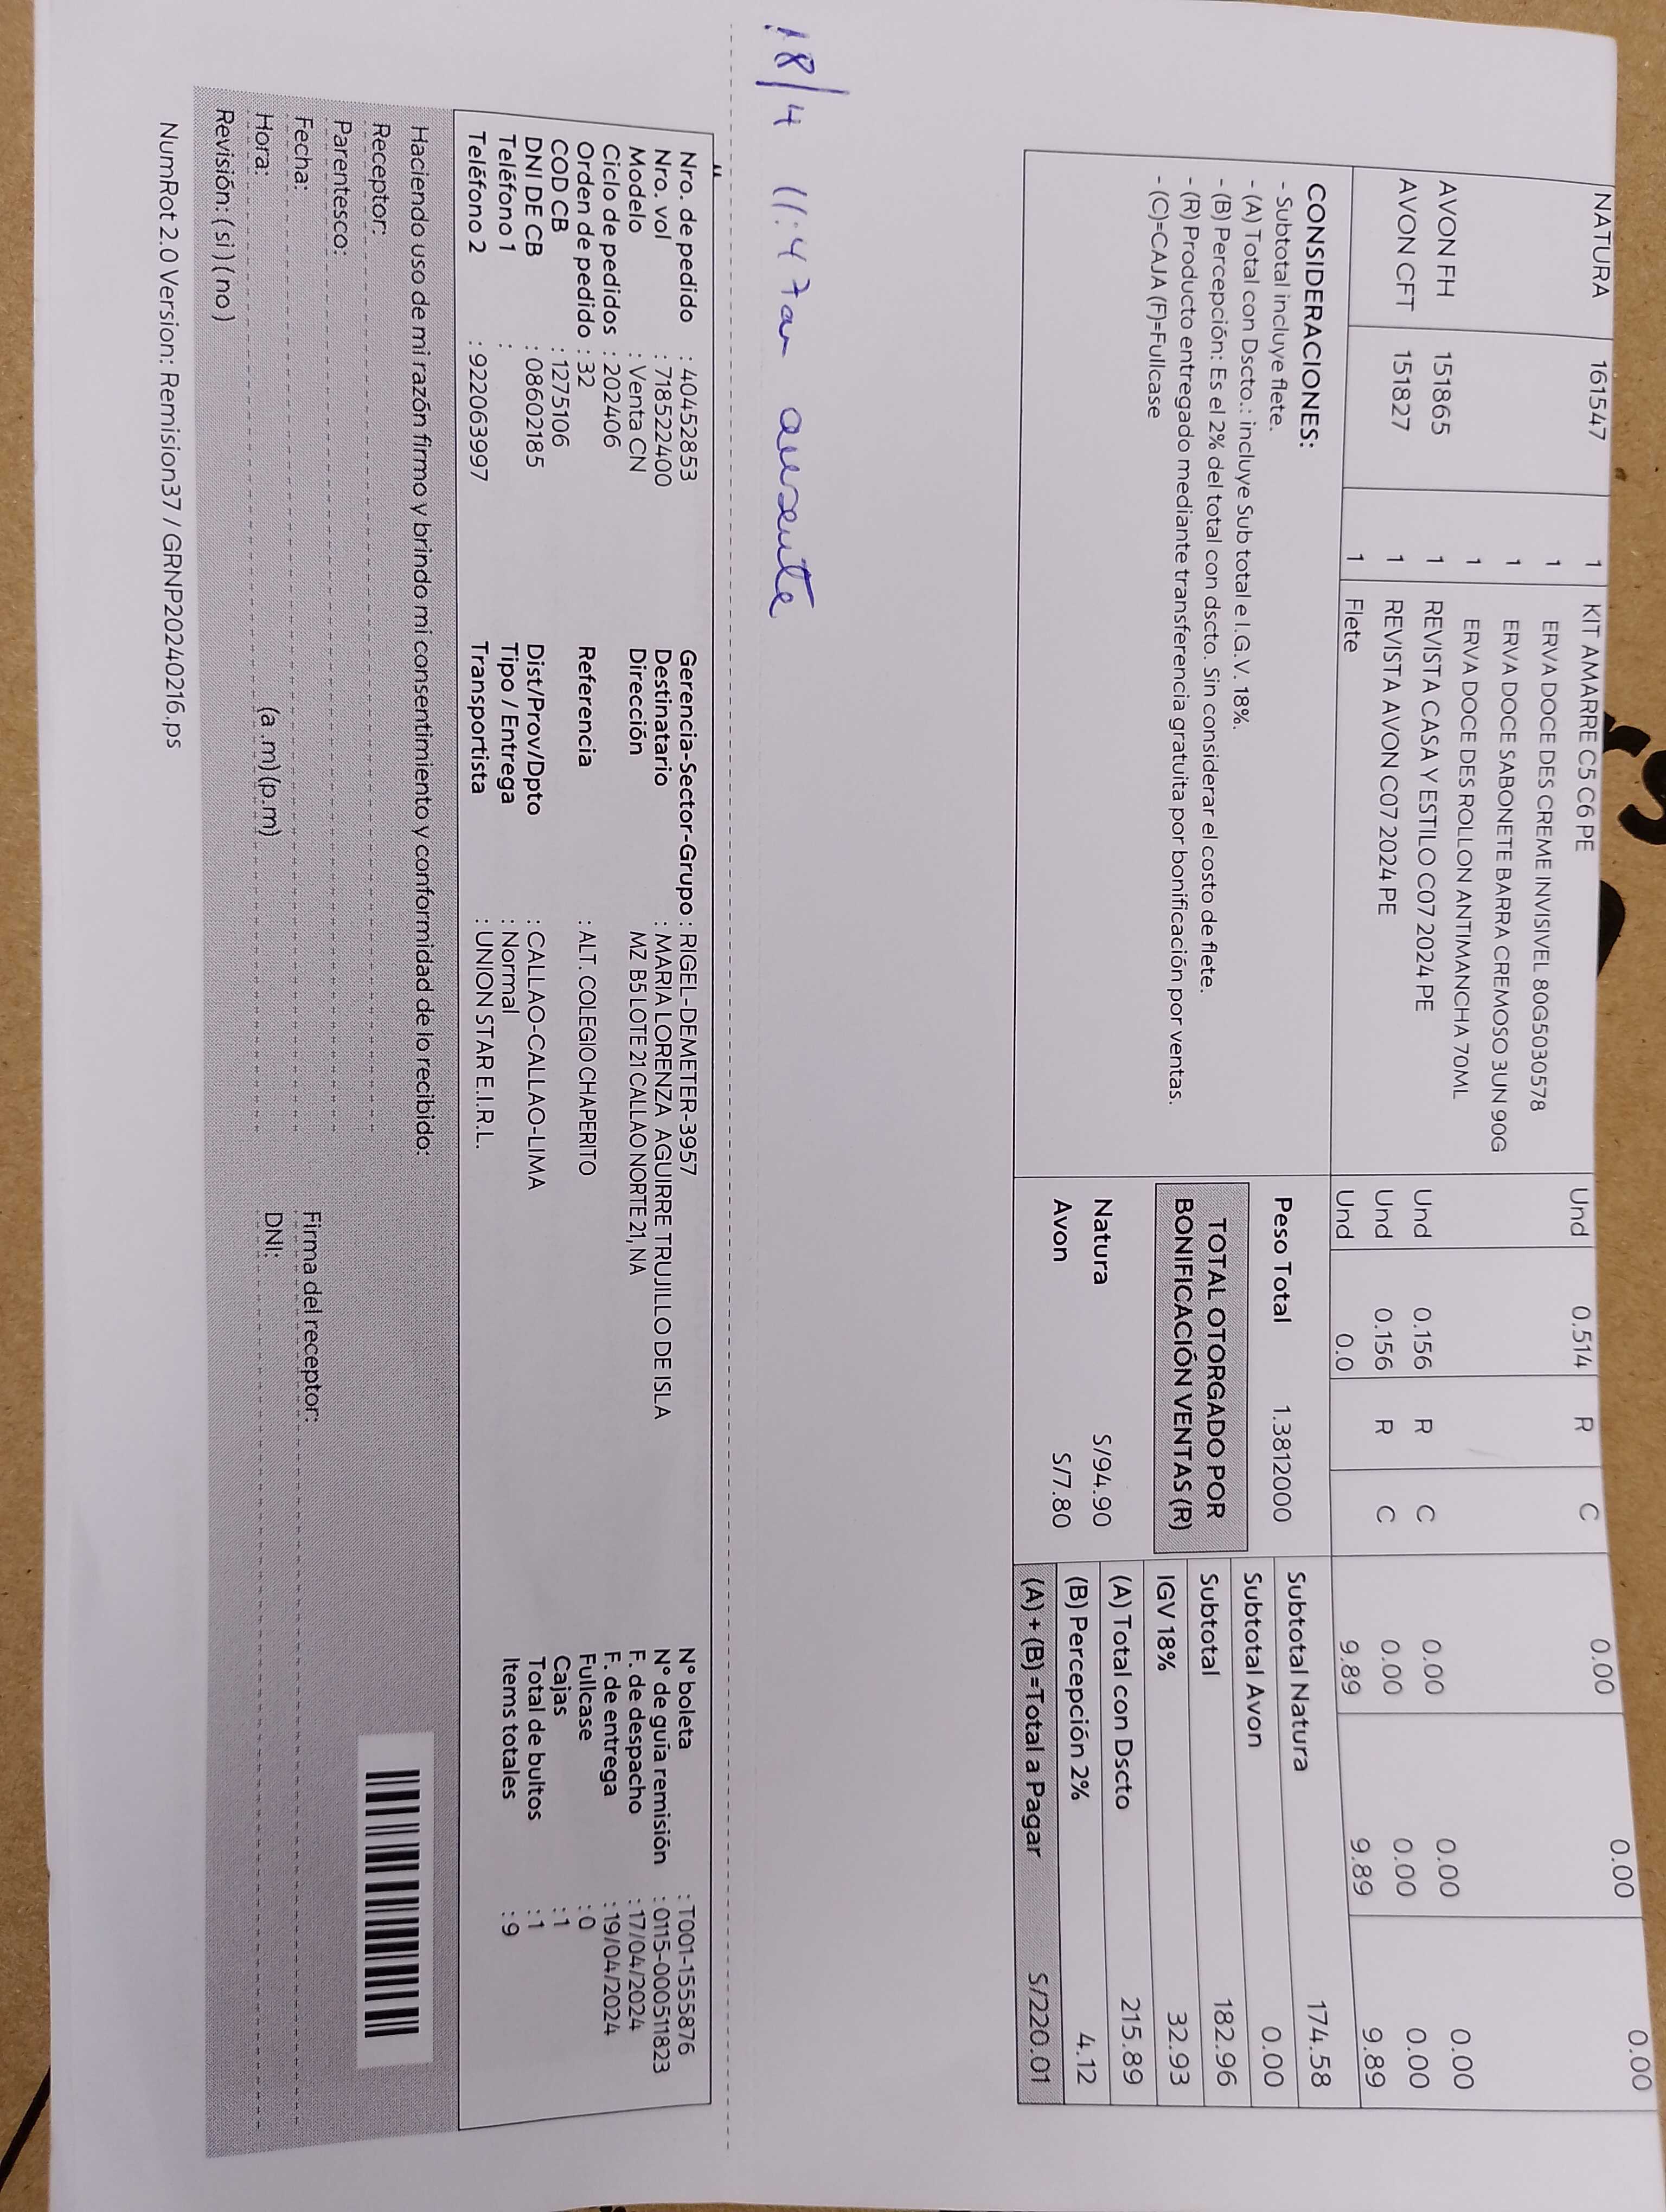 NATURA 161547 1 KIT AMARRE C5 C6 PE Und 0.514 R C 0.00 0.00 0.00
1 ERVA DOCE DES CREME INVISIVEL 80G5030578
1 ERVA DOCE SABONETE BARRA CREMOSO 3UN 90G
1 ERVA DOCE DES ROLLON ANTIMANCHA 70ML
AVON FH 151865 1 REVISTA CASA Y ESTILO C07 2024 PE Und 0.156 R C 0.00 0.00 0.00
AVON CFT 151827 1 REVISTA AVON C07 2024 PE Und 0.156 R C 0.00 0.00 0.00
1 Flete Und 0.0 9.89 9.89 9.89
CONSIDERACIONES:
- Subtotal incluye flete.
- (A) Total con Dscto.: incluye Sub total e I.G.V. 18%.
- (B) Percepción: Es el 2% del total con dscto. Sin considerar el costo de flete.
- (R) Producto entregado mediante transferencia gratuita por bonificación por ventas.
- (C)=CAJA (F)=Fullcase
Peso Total 1.3812000
TOTAL OTORGADO POR
BONIFICACIÓN VENTAS (R)
Natura S/94.90
Avon S/7.80
Subtotal Natura 174.58
Subtotal Avon 0.00
Subtotal 182.96
IGV 18% 32.93
(A) Total con Dscto 215.89
(B) Percepción 2% 4.12
(A) + (B) =Total a Pagar S/220.01
18/4 11:47am ausente
Nro. de pedido : 40452853
Nro. vol : 718522400
Modelo : Venta CN
Ciclo de pedidos : 202406
Orden de pedido : 32
COD CB : 1275106
DNI DE CB : 08602185
Teléfono 1 :
Teléfono 2 : 922063997
Gerencia-Sector-Grupo : RIGEL-DEMETER-3957
Destinatario : MARIA LORENZA AGUIRRE TRUJILLO DE ISLA
Dirección MZ B5 LOTE 21 CALLAO NORTE 21, NA
Referencia : ALT. COLEGIO CHAPERITO
Dist/Prov/Dpto : CALLAO-CALLAO-LIMA
Tipo / Entrega : Normal
Transportista : UNION STAR E.I.R.L.
N° boleta : T001-1555876
N° de guía remisión : 0115-000511823
F. de despacho : 17/04/2024
F. de entrega : 19/04/2024
Fullcase : 0
Cajas : 1
Total de bultos : 1
Items totales : 9
Haciendo uso de mi razón firmo y brindo mi consentimiento y conformidad de lo recibido:
Receptor:
Parentesco:
Fecha:
Hora: (a .m) (p.m)
Revisión: ( si ) ( no )
Firma del receptor:
DNI:
NumRot 2.0 Version: Remision37 / GRNP20240216.ps